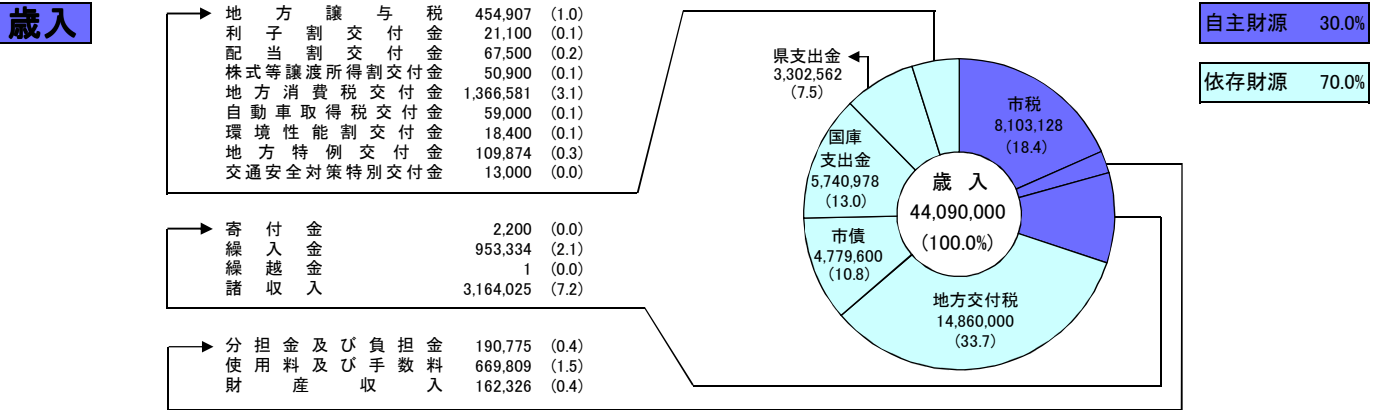 歳入
地方譲与税 454,907 (1.0)
利子割交付金 21,100 (0.1)
配当割交付金 67,500 (0.2)
株式等譲渡所得割交付金 50,900 (0.1)
地方消費税交付金 1,366,581 (3.1)
自動車取得税交付金 59,000 (0.1)
環境性能割交付金 18,400 (0.1)
地方特例交付金 109,874 (0.3)
交通安全対策特別交付金 13,000 (0.0)
寄付金 2,200 (0.0)
繰入金 953,334 (2.1)
繰越金 1 (0.0)
諸収入 3,164,025 (7.2)
分担金及び負担金 190,775 (0.4)
使用料及び手数料 669,809 (1.5)
財産収入 162,326 (0.4)
県支出金
3,302,562
(7.5)
国庫
支出金
5,740,978
(13.0)
市債
4,779,600
(10.8)
地方交付税
14,860,000
(33.7)
市税
8,103,128
(18.4)
歳入
44,090,000
(100.0%)
自主財源 30.0%
依存財源 70.0%